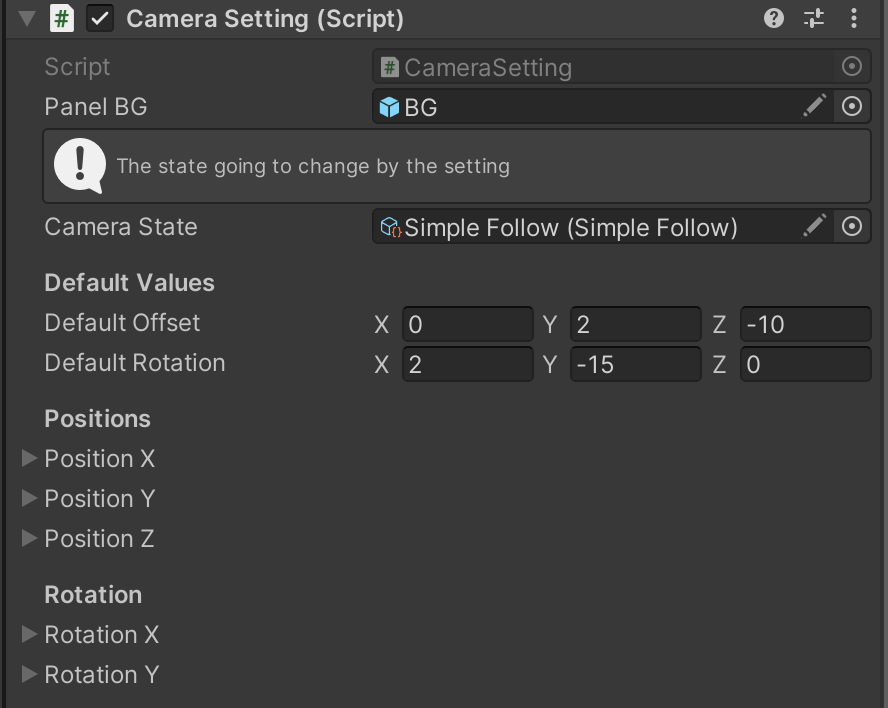 Camera Setting (Script)
Script CameraSetting
Panel BG BG
The state going to change by the setting
Camera State Simple Follow (Simple Follow)
Default Values
Default Offset X 0 Y 2 Z -10
Default Rotation X 2 Y -15 Z 0
Positions
Position X
Position Y
Position Z
Rotation
Rotation X
Rotation Y